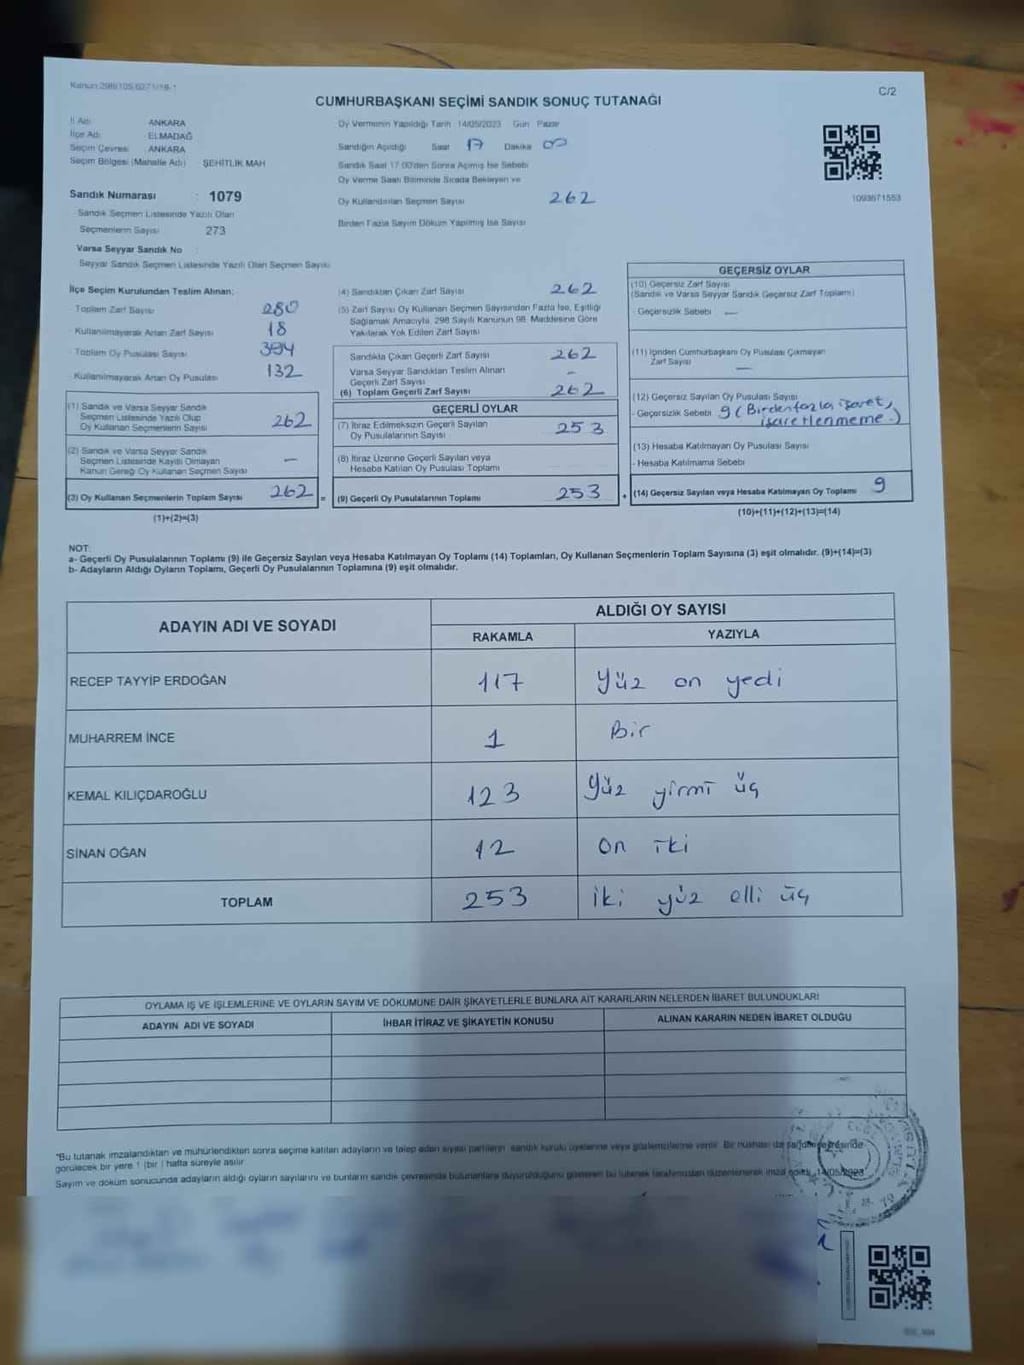 Kanun:298/105,6271/18-1
C/2
CUMHURBAŞKANI SEÇİMİ SANDIK SONUÇ TUTANAĞI
İl Adı : ANKARA
İlçe Adı : ELMADAĞ
Seçim Çevresi : ANKARA
Seçim Bölgesi (Mahalle Adı) : ŞEHİTLİK MAH
Oy Vermenin Yapıldığı Tarih 14/05/2023 Gün Pazar
Sandığın Açıldığı Saat 17 Dakika 00
Sandık Saat 17:00'den Sonra Açılmış İse Sebebi
Oy Verme Saati Bitiminde Sırada Bekleyen ve
Oy Kullandırılan Seçmen Sayısı 262
Birden Fazla Sayım Döküm Yapılmış İse Sayısı
1093671553
Sandık Numarası : 1079
Sandık Seçmen Listesinde Yazılı Olan
Seçmenlerin Sayısı 273
Varsa Seyyar Sandık No :
Seyyar Sandık Seçmen Listesinde Yazılı Olan Seçmen Sayısı
İlçe Seçim Kurulundan Teslim Alınan:
Toplam Zarf Sayısı 280
- Kullanılmayarak Artan Zarf Sayısı 18
- Toplam Oy Pusulası Sayısı 394
- Kullanılmayarak Artan Oy Pusulası 132
(1) Sandık ve Varsa Seyyar Sandık
Seçmen Listesinde Yazılı Olup
Oy Kullanan Seçmenlerin Sayısı 262
(2) Sandık ve Varsa Seyyar Sandık
Seçmen Listesinde Kayıtlı Olmayan
Kanun Gereği Oy Kullanan Seçmen Sayısı —
(3) Oy Kullanan Seçmenlerin Toplam Sayısı 262 =
(1)+(2)=(3)
(4) Sandıktan Çıkan Zarf Sayısı 262
(5) Zarf Sayısı Oy Kullanan Seçmen Sayısından Fazla İse, Eşitliği
Sağlamak Amacıyla, 298 Sayılı Kanunun 98. Maddesine Göre
Yakılarak Yok Edilen Zarf Sayısı
Sandıkta Çıkan Geçerli Zarf Sayısı 262
Varsa Seyyar Sandıktan Teslim Alınan
Geçerli Zarf Sayısı -
(6) Toplam Geçerli Zarf Sayısı 262
GEÇERLİ OYLAR
(7) İtiraz Edilmeksizin Geçerli Sayılan
Oy Pusulalarının Sayısı 253
(8) İtiraz Üzerine Geçerli Sayılan veya
Hesaba Katılan Oy Pusulası Toplamı
(9) Geçerli Oy Pusulalarının Toplamı 253 +
GEÇERSİZ OYLAR
(10) Geçersiz Zarf Sayısı
(Sandık ve Varsa Seyyar Sandık Geçersiz Zarf Toplamı)
- Geçersizlik Sebebi —
(11) İçinden Cumhurbaşkanı Oy Pusulası Çıkmayan
Zarf Sayısı —
(12) Geçersiz Sayılan Oy Pusulası Sayısı
- Geçersizlik Sebebi 9 (Birden fazla işaret,
işaretlenmeme.)
(13) Hesaba Katılmayan Oy Pusulası Sayısı
- Hesaba Katılmama Sebebi
(14) Geçersiz Sayılan veya Hesaba Katılmayan Oy Toplamı 9
(10)+(11)+(12)+(13)=(14)
NOT:
a- Geçerli Oy Pusulalarının Toplamı (9) ile Geçersiz Sayılan veya Hesaba Katılmayan Oy Toplamı (14) Toplamları, Oy Kullanan Seçmenlerin Toplam Sayısına (3) eşit olmalıdır. (9)+(14)=(3)
b- Adayların Aldığı Oyların Toplamı, Geçerli Oy Pusulalarının Toplamına (9) eşit olmalıdır.
ADAYIN ADI VE SOYADI
ALDIĞI OY SAYISI
RAKAMLA YAZIYLA
RECEP TAYYİP ERDOĞAN 117 yüz on yedi
MUHARREM İNCE 1 Bir
KEMAL KILIÇDAROĞLU 123 yüz yirmi üç
SİNAN OĞAN 12 on iki
TOPLAM 253 iki yüz elli üç
OYLAMA İŞ VE İŞLEMLERİNE VE OYLARIN SAYIM VE DÖKÜMÜNE DAİR ŞİKAYETLERLE BUNLARA AİT KARARLARIN NELERDEN İBARET BULUNDUKLARI
ADAYIN ADI VE SOYADI İHBAR İTİRAZ VE ŞİKAYETİN KONUSU ALINAN KARARIN NEDEN İBARET OLDUĞU
"Bu tutanak imzalandıktan ve mühürlendikten sonra seçime katılan adayların ve talep eden siyasi partilerin sandık kurulu üyelerine veya gözlemcilerine verilir. Bir nüshası da
görülecek bir yere 1 (bir) hafta süreyle asılır.
Sayım ve döküm sonucunda adayların aldığı oyların sayılarını ve bunların sandık çevresinde bulunanlara duyurulduğunu gösteren bu tutanak tarafımızdan düzenlenerek imza edildi. 14/05/2023